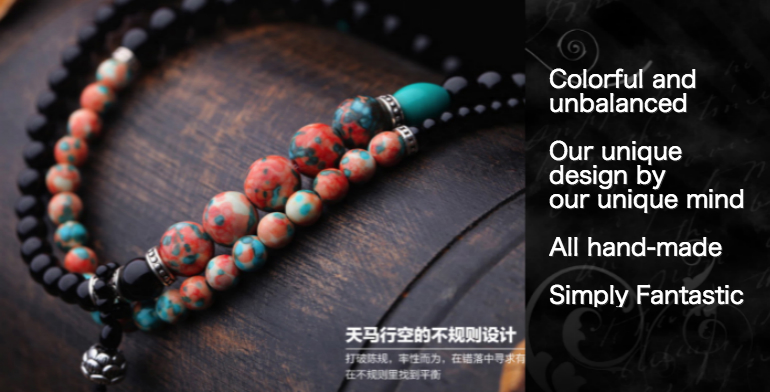 Colorful and
unbalanced
Our unique
design by
our unique mind
All hand-made
Simply Fantastic
天马行空的不规则设计
打破陈规，率性而为，在错落中寻求有
在不规则里找到平衡